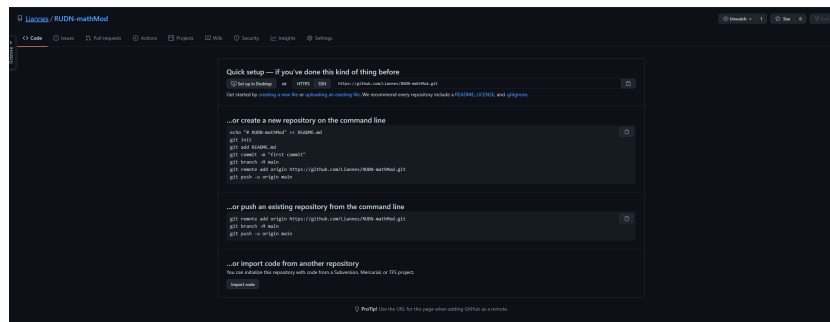 Liannes / RUDN-mathMod
Unwatch 1 Star 0
Code Issues Pull requests Actions Projects Wiki Security Insights Settings
Quick setup — if you've done this kind of thing before
Set up in Desktop or HTTPS SSH https://github.com/Liannes/RUDN-mathMod.git
Get started by creating a new file or uploading an existing file. We recommend every repository include a README, LICENSE, and .gitignore.
...or create a new repository on the command line
echo "# RUDN-mathMod" >> README.md
git init
git add README.md
git commit -m "first commit"
git branch -M main
git remote add origin https://github.com/Liannes/RUDN-mathMod.git
git push -u origin main
...or push an existing repository from the command line
git remote add origin https://github.com/Liannes/RUDN-mathMod.git
git branch -M main
git push -u origin main
...or import code from another repository
You can initialize this repository with code from a Subversion, Mercurial, or TFS project.
Import code
ProTip! Use the URL for this page when adding GitHub as a remote.